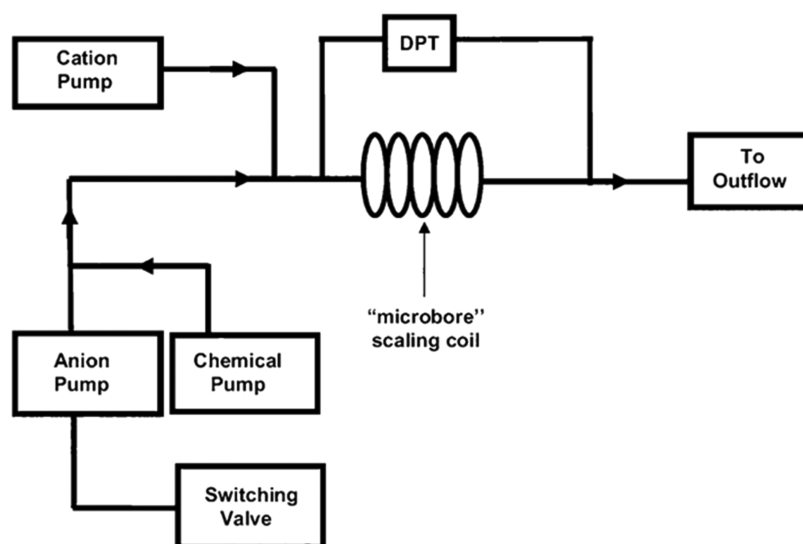 DPT
Cation
Pump
To
Outflow
“microbore”
scaling coil
Anion
Pump
Chemical
Pump
Switching
Valve